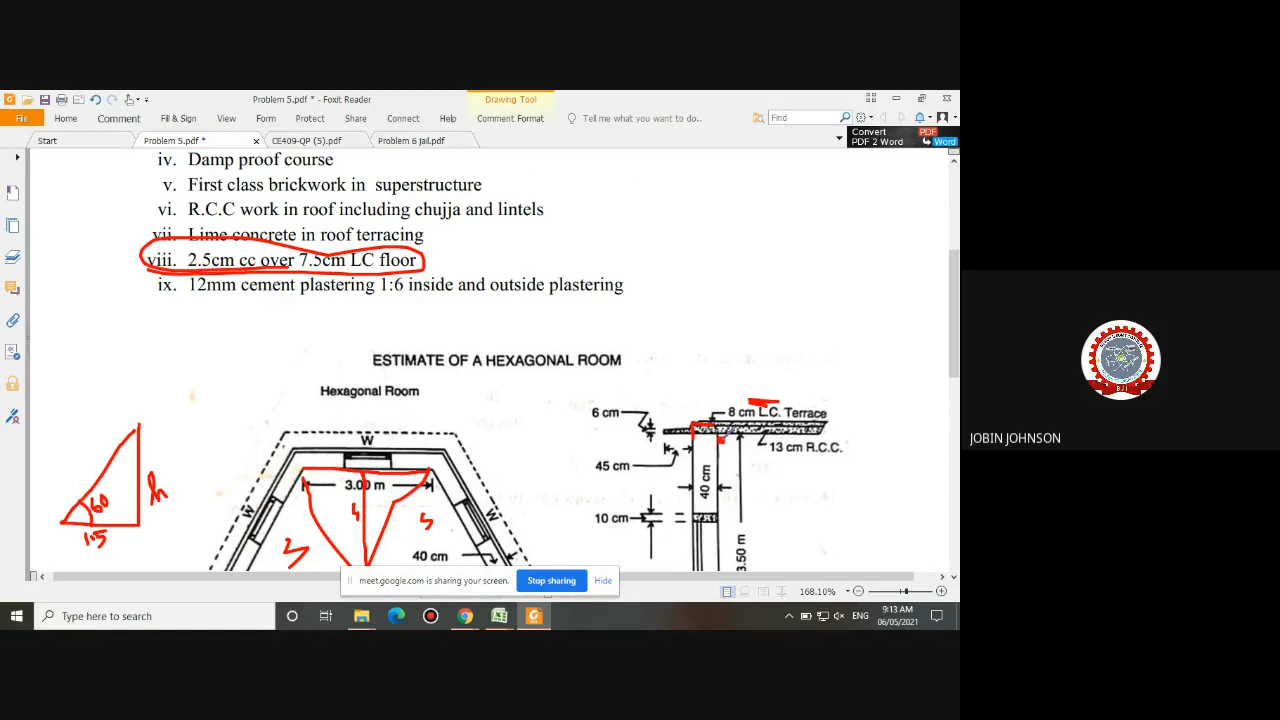 Problem 5.pdf * - Foxit Reader
Drawing Tool
File Home Comment Fill & Sign View Form Protect Share Connect Help Comment Format Tell me what you want to do.. Find
Start Problem 5.pdf * CE409-QP (5).pdf Problem 6 Jail.pdf
Convert PDF
PDF 2 Word Word
iv. Damp proof course
v. First class brickwork in superstructure
vi. R.C.C work in roof including chujja and lintels
vii. Lime concrete in roof terracing
viii. 2.5cm cc over 7.5cm LC floor
ix. 12mm cement plastering 1:6 inside and outside plastering
ESTIMATE OF A HEXAGONAL ROOM
Hexagonal Room
6 cm
8 cm L.C. Terrace
W
13 cm R.C.C.
45 cm
3.00 m
40 cm
60
h
W
W
10 cm
1.5
3
40 cm
3.50 m
meet.google.com is sharing your screen. Stop sharing Hide
168.10%
Type here to search
ENG
9:13 AM
06/05/2021
JOBIN JOHNSON
BJI